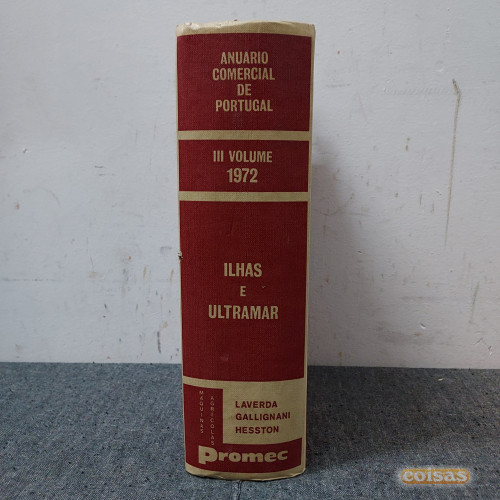 ANUARIO
COMERCIAL
DE
PORTUGAL
III VOLUME
1972
ILHAS
E
ULTRAMAR
MAQUINAS
AGRICOLAS
LAVERDA
GALLIGNANI
HESSTON
Promec
coisas